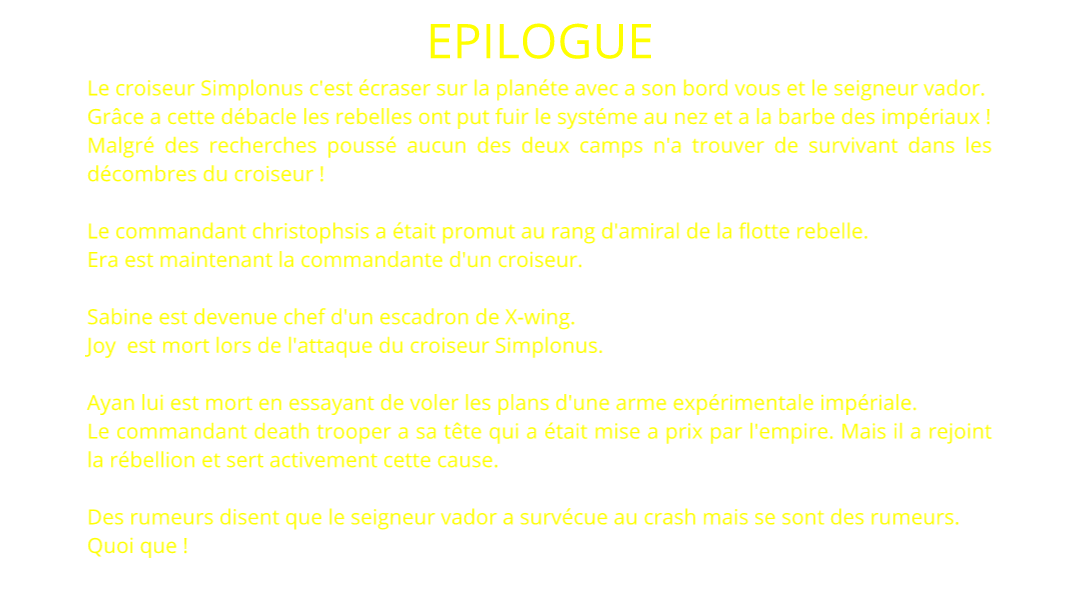 EPILOGUE
Le croiseur Simplonus c'est écraser sur la planéte avec a son bord vous et le seigneur vador.
Grâce a cette débacle les rebelles ont put fuir le systéme au nez et a la barbe des impériaux !
Malgré des recherches poussé aucun des deux camps n'a trouver de survivant dans les
décombres du croiseur !
Le commandant christophsis a était promut au rang d'amiral de la flotte rebelle.
Era est maintenant la commandante d'un croiseur.
Sabine est devenue chef d'un escadron de X-wing.
Joy  est mort lors de l'attaque du croiseur Simplonus.
Ayan lui est mort en essayant de voler les plans d'une arme expérimentale impériale.
Le commandant death trooper a sa tête qui a était mise a prix par l'empire. Mais il a rejoint
la rébellion et sert activement cette cause.
Des rumeurs disent que le seigneur vador a survécue au crash mais se sont des rumeurs.
Quoi que !